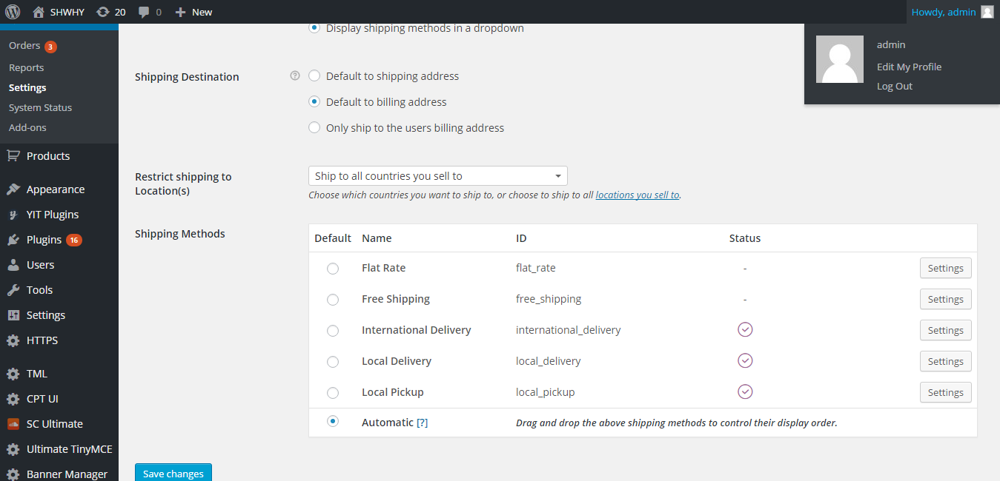 SHWHY 20 0 New Howdy, admin
admin
Edit My Profile
Log Out
Orders 3
Reports
Settings
System Status
Add-ons
Products
Appearance
YIT Plugins
Plugins 16
Users
Tools
Settings
HTTPS
TML
CPT UI
SC Ultimate
Ultimate TinyMCE
Banner Manager
Display shipping methods in a dropdown
Shipping Destination ? Default to shipping address
Default to billing address
Only ship to the users billing address
Restrict shipping to
Location(s)
Ship to all countries you sell to
Choose which countries you want to ship to, or choose to ship to all locations you sell to.
Shipping Methods
Default Name ID Status
Flat Rate flat_rate - Settings
Free Shipping free_shipping - Settings
International Delivery international_delivery Settings
Local Delivery local_delivery Settings
Local Pickup local_pickup Settings
Automatic [?] Drag and drop the above shipping methods to control their display order.
Save changes